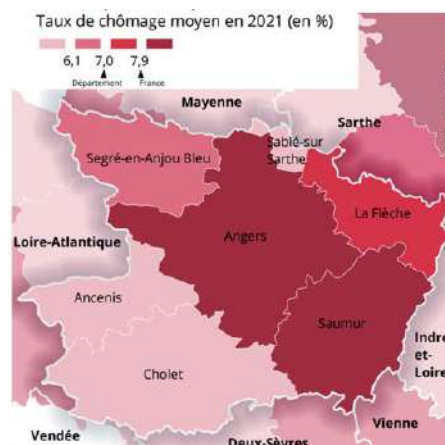 Taux de chômage moyen en 2021 (en %)
6,1 7,0 7,9
Département France
Mayenne
Sarthe
Sablé-sur
Sarthe
Segré-en-Anjou Bleu
La Flèche
Angers
Loire-Atlantique
Ancenis
Saumur
Indre
et-
Loire
Cholet
Vienne
Vendée
Deux-Sèvres